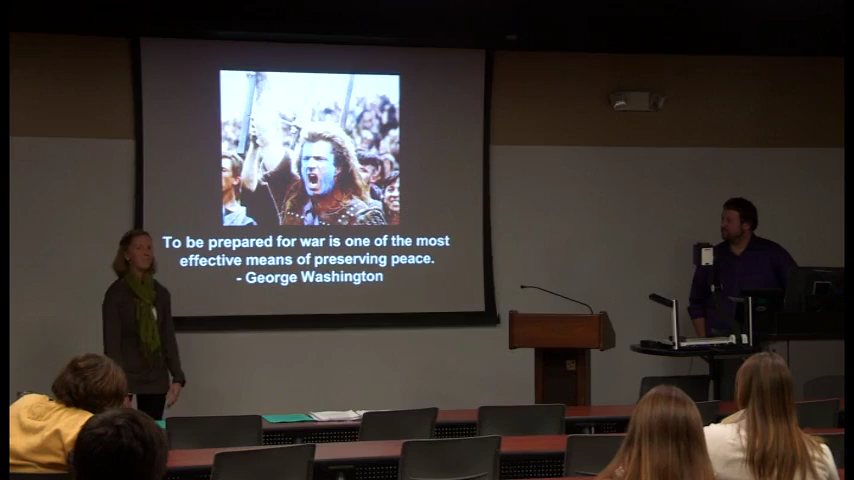 To be prepared for war is one of the most
effective means of preserving peace.
- George Washington